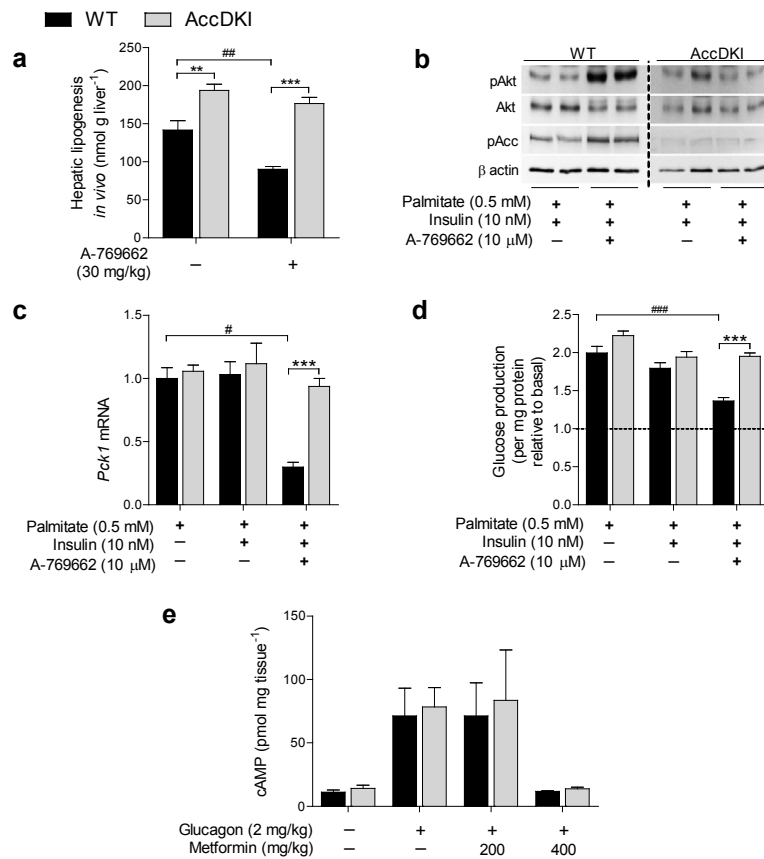 WT AccDKI
a
Hepatic lipogenesis
in vivo (nmol g liver⁻¹)
250
200
150
100
50
0
**
##
***
A-769662
(30 mg/kg)
– +
b
WT AccDKI
pAkt
Akt
pAcc
β actin
Palmitate (0.5 mM) + + + +
Insulin (10 nM) + + + +
A-769662 (10 μM) – + – +
c
Pck1 mRNA
1.5
1.0
0.5
0.0
#
***
Palmitate (0.5 mM) + + +
Insulin (10 nM) – + +
A-769662 (10 μM) – – +
d
Glucose production
(per mg protein
relative to basal)
2.5
2.0
1.5
1.0
0.5
0.0
###
***
Palmitate (0.5 mM) + + +
Insulin (10 nM) – + +
A-769662 (10 μM) – – +
e
cAMP (pmol mg tissue⁻¹)
150
100
50
0
Glucagon (2 mg/kg) – + + +
Metformin (mg/kg) – – 200 400